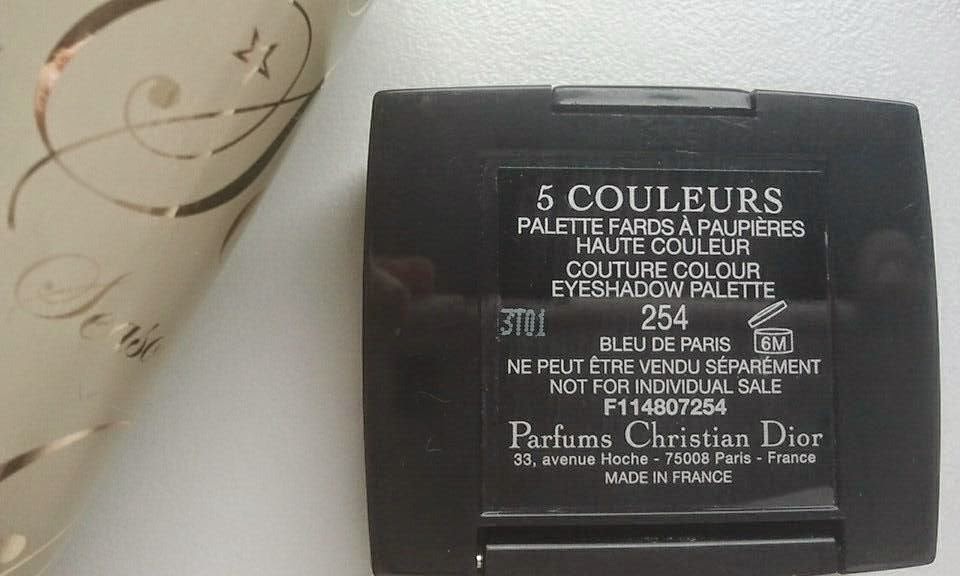 Seaso
5 COULEURS
PALETTE FARDS À PAUPIÈRES
HAUTE COULEUR
COUTURE COLOUR
EYESHADOW PALETTE
3T01
254
6M
BLEU DE PARIS
NE PEUT ÊTRE VENDU SÉPARÉMENT
NOT FOR INDIVIDUAL SALE
F114807254
Parfums Christian Dior
33, avenue Hoche - 75008 Paris - France
MADE IN FRANCE